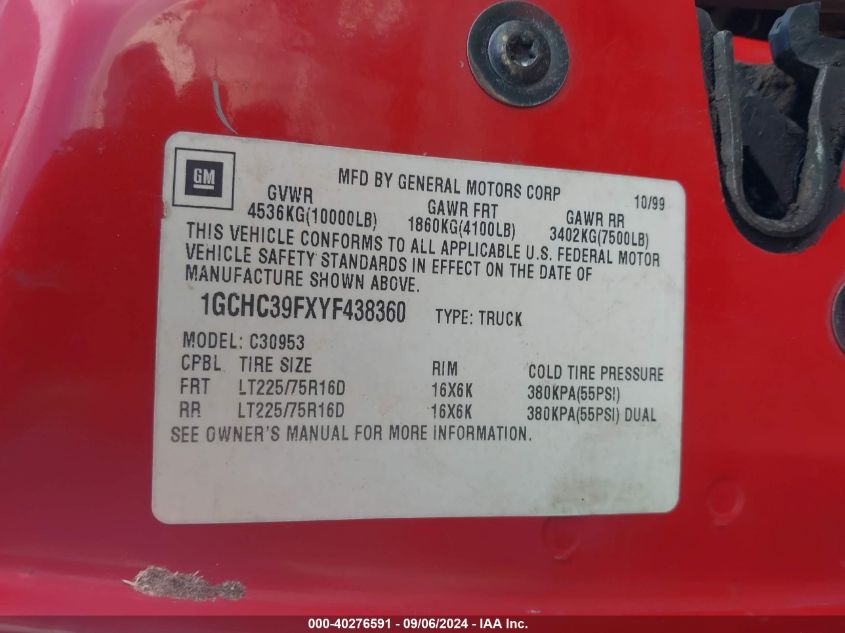 GM
MFD BY GENERAL MOTORS CORP 10/99
GVWR GAWR FRT GAWR RR
4536KG(10000LB) 1860KG(4100LB) 3402KG(7500LB)
THIS VEHICLE CONFORMS TO ALL APPLICABLE U.S. FEDERAL MOTOR
VEHICLE SAFETY STANDARDS IN EFFECT ON THE DATE OF
MANUFACTURE SHOWN ABOVE.
1GCHC39FXYF438360 TYPE: TRUCK
MODEL: C30953
CPBL TIRE SIZE RIM COLD TIRE PRESSURE
FRT LT225/75R16D 16X6K 380KPA(55PSI)
RR LT225/75R16D 16X6K 380KPA(55PSI) DUAL
SEE OWNER'S MANUAL FOR MORE INFORMATION.
000-40276591 - 09/06/2024 - IAA Inc.